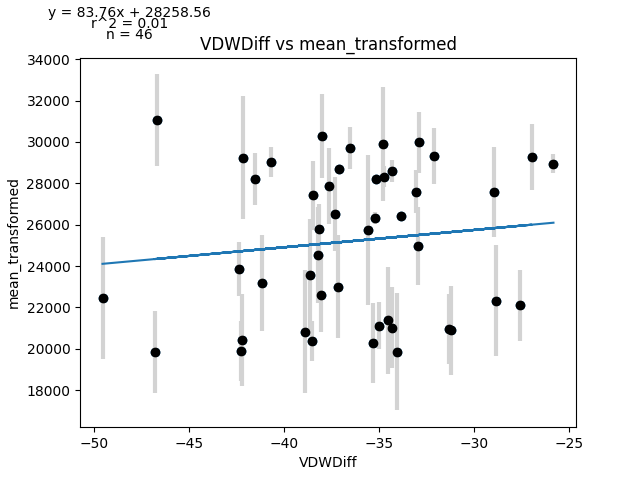 y = 83.76x + 28258.56
r^2 = 0.01
n = 46
VDWDiff vs mean_transformed
34000
32000
30000
28000
26000
24000
22000
20000
18000
mean_transformed
−50 −45 −40 −35 −30 −25
VDWDiff